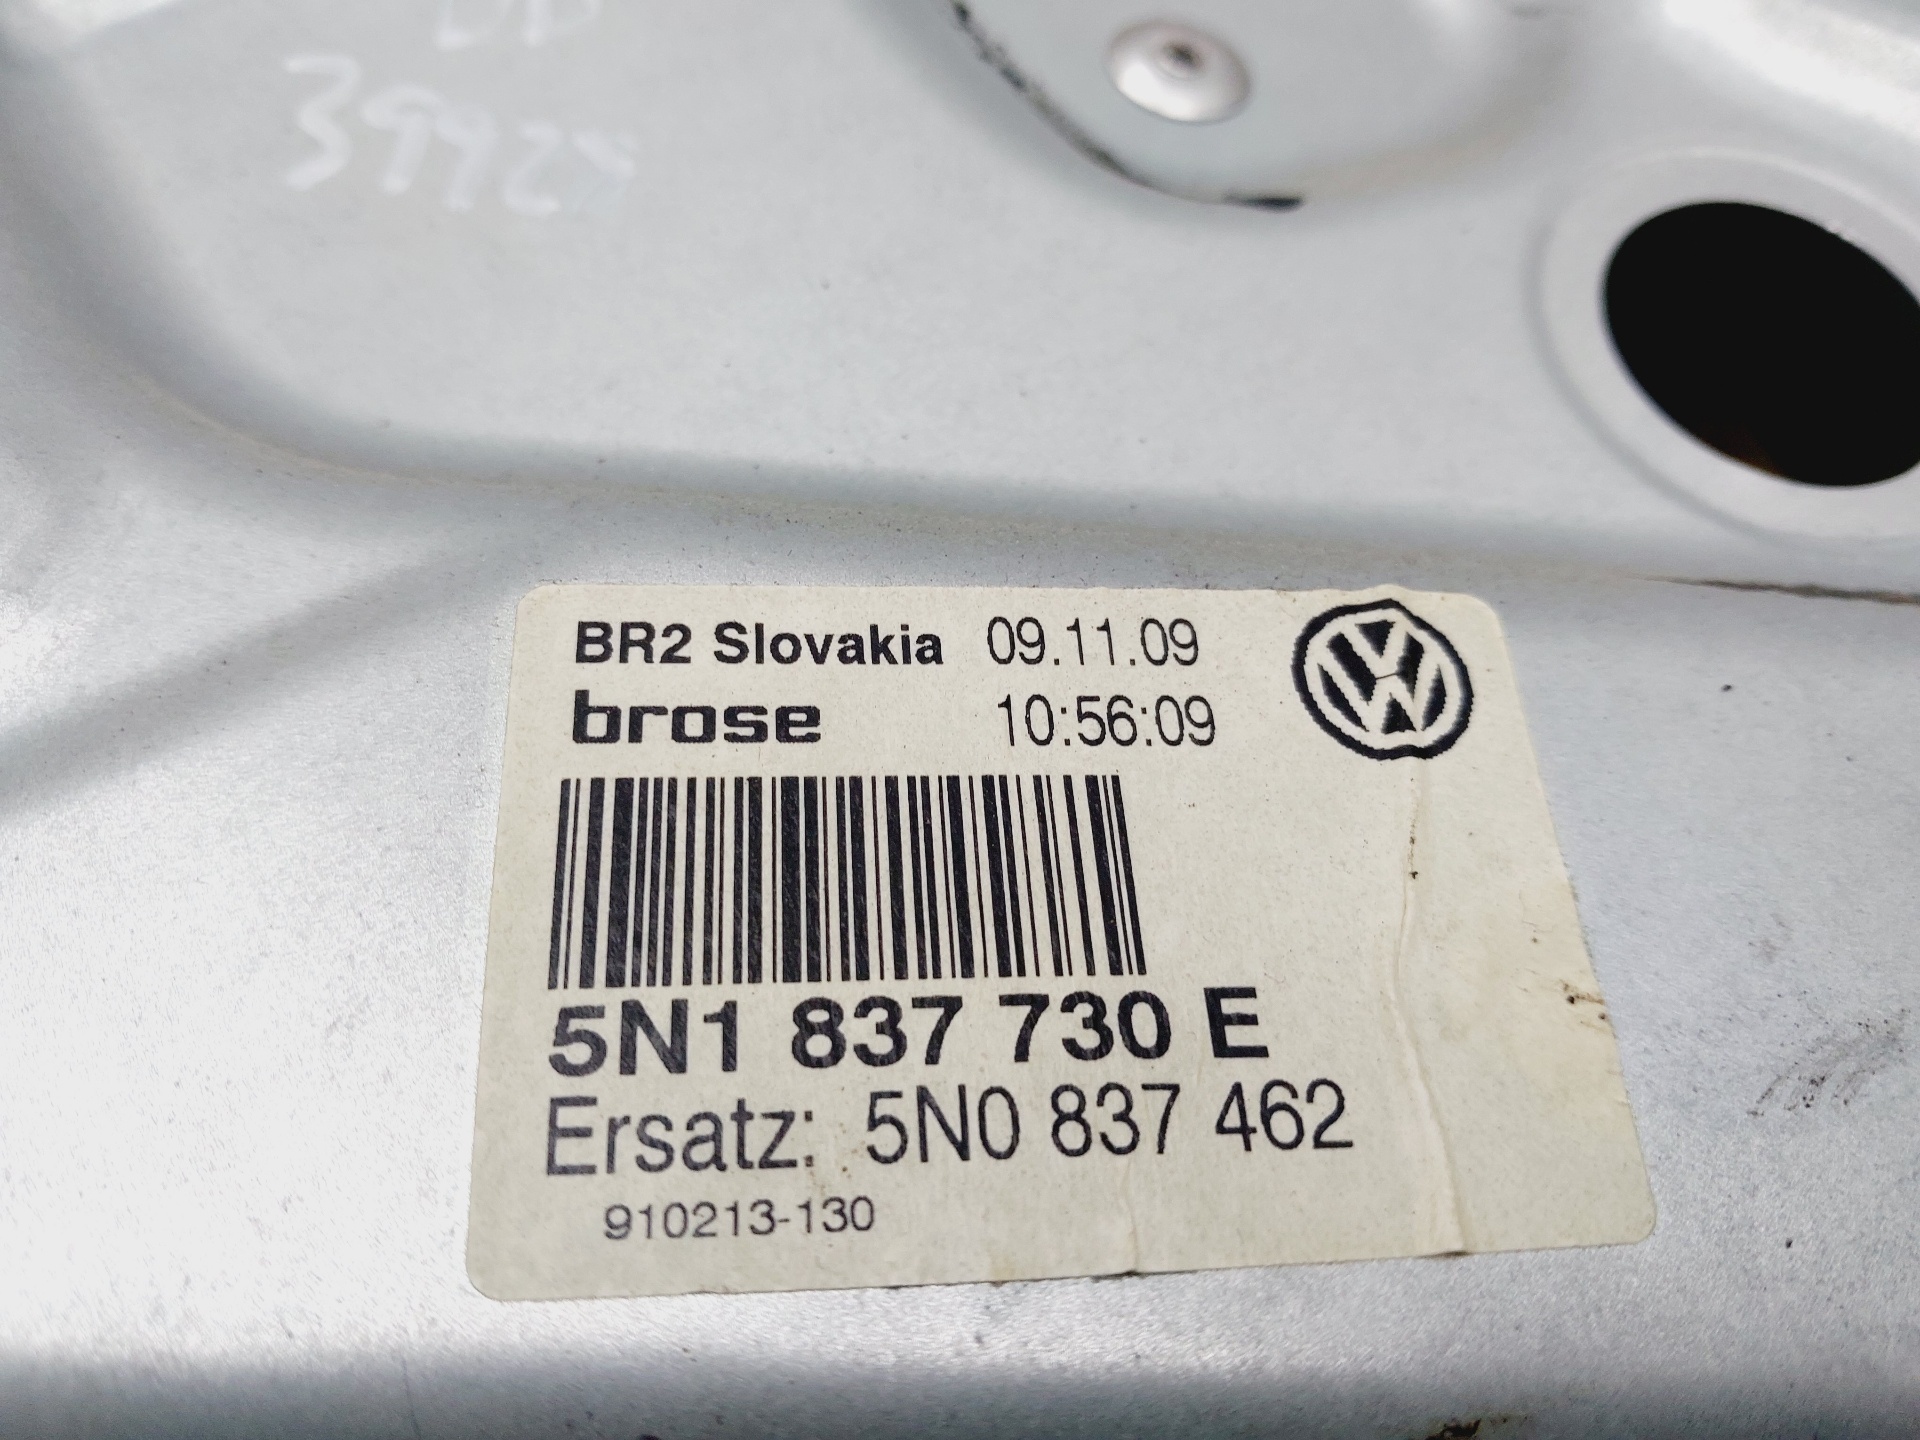 BR2 Slovakia 09.11.09
brose 10:56:09
5N1 837 730 E
Ersatz: 5N0 837 462
910213-130